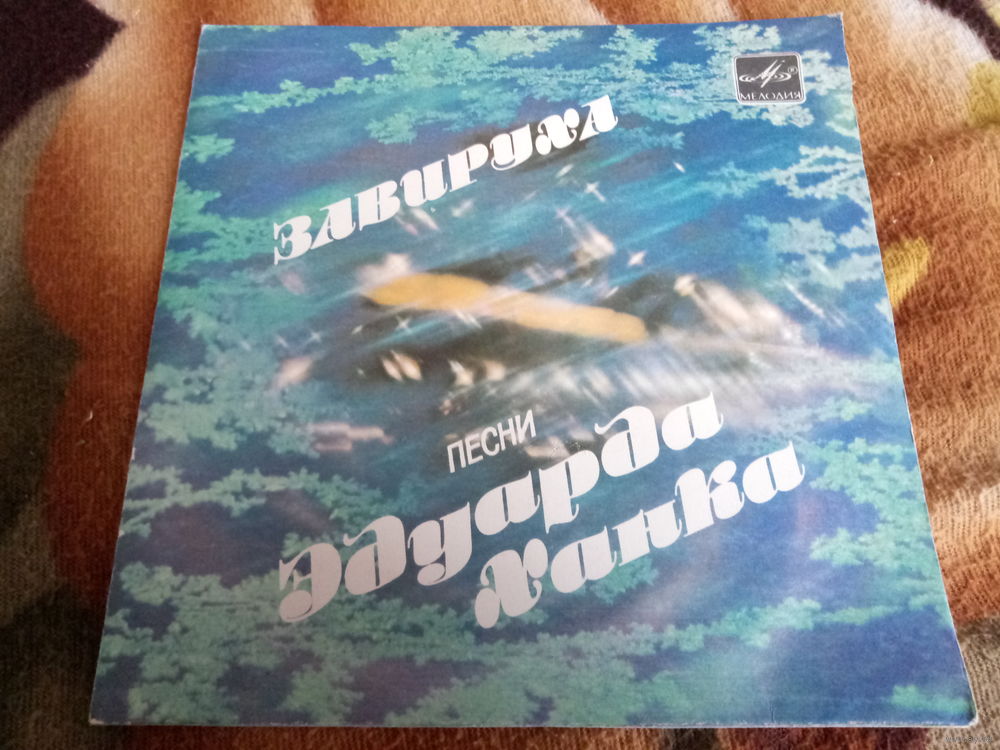 МЕЛОДИЯ
ЗАВИРУХА
ПЕСНИ
Эдуарда
Ханка